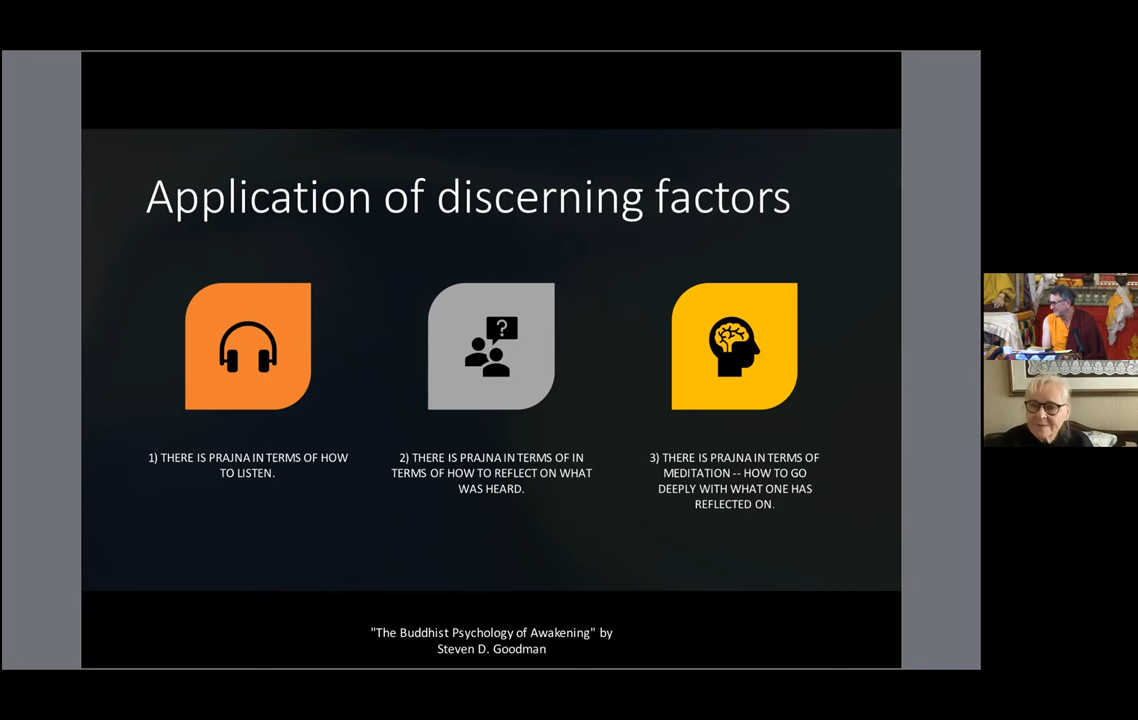 Application of discerning factors
?
1) THERE IS PRAJNA IN TERMS OF HOW
TO LISTEN.
2) THERE IS PRAJNA IN TERMS OF IN
TERMS OF HOW TO REFLECT ON WHAT
WAS HEARD.
3) THERE IS PRAJNA IN TERMS OF
MEDITATION -- HOW TO GO
DEEPLY WITH WHAT ONE HAS
REFLECTED ON.
"The Buddhist Psychology of Awakening" by
Steven D. Goodman